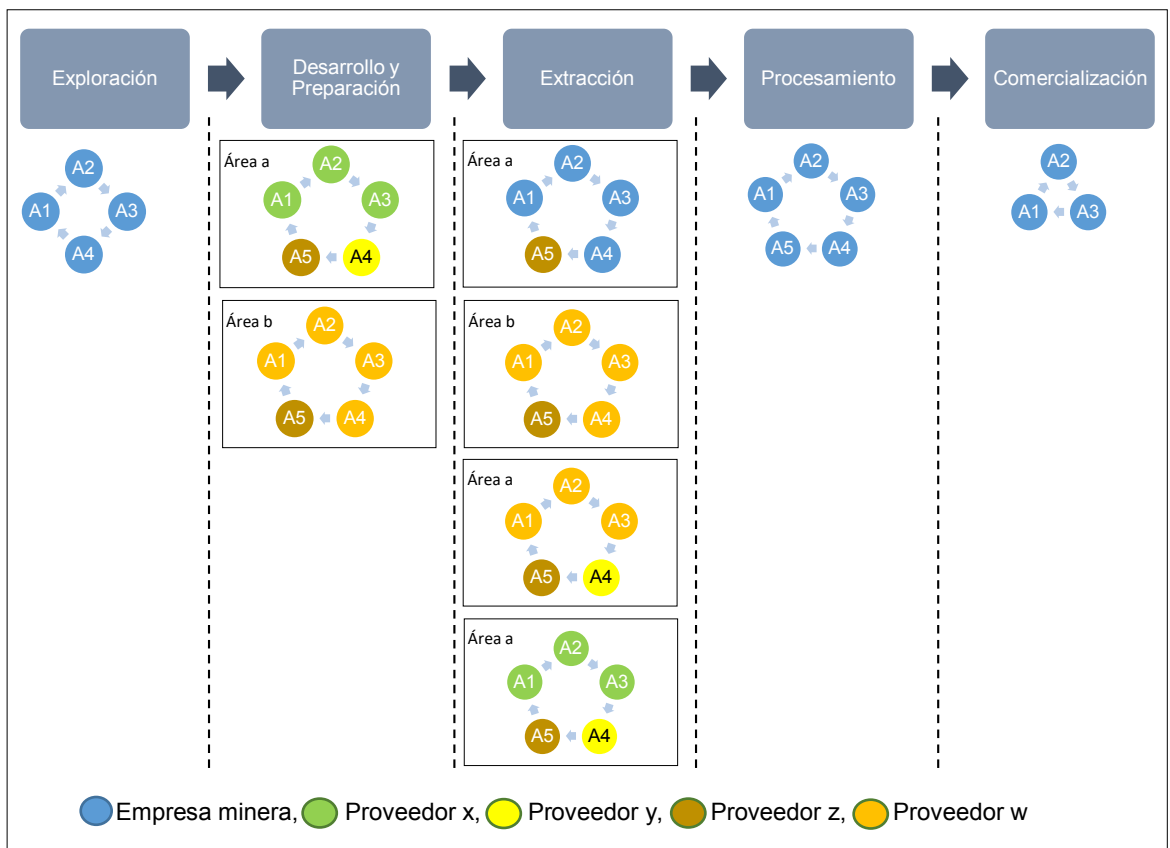 Exploración
Desarrollo y
Preparación
Extracción
Procesamiento
Comercialización
A2
A1
A3
A4
Área a
A2
A1
A3
A5
A4
Área b
A2
A1
A3
A5
A4
Área a
A2
A1
A3
A5
A4
Área b
A2
A1
A3
A5
A4
Área a
A2
A1
A3
A5
A4
Área a
A2
A1
A3
A5
A4
A2
A1
A3
A5
A4
A2
A1
A3
Empresa minera, Proveedor x, Proveedor y, Proveedor z, Proveedor w